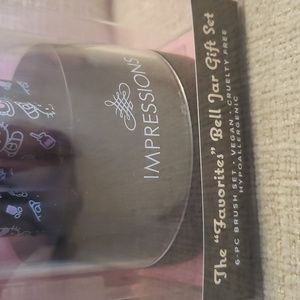 IMPRESSIONS
The "Favorites" Bell Jar Gift Set
6-PC BRUSH SET · VEGAN · CRUELTY FREE
HYPOALLERGENIC